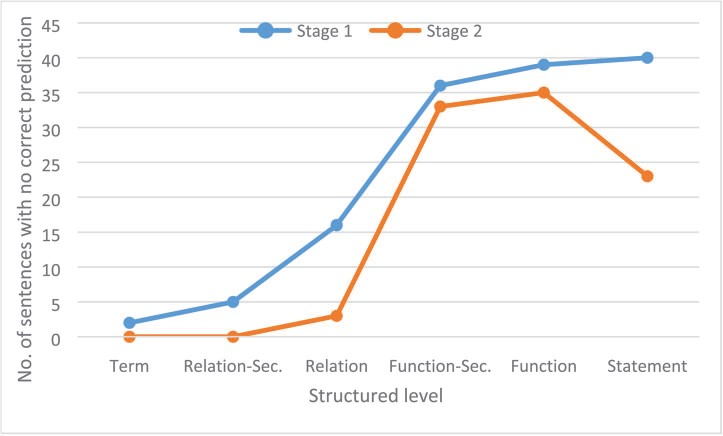 No. of sentences with no correct prediction
Stage 1 Stage 2
45
40
35
30
25
20
15
10
5
0
Term Relation-Sec. Relation Function-Sec. Function Statement
Structured level